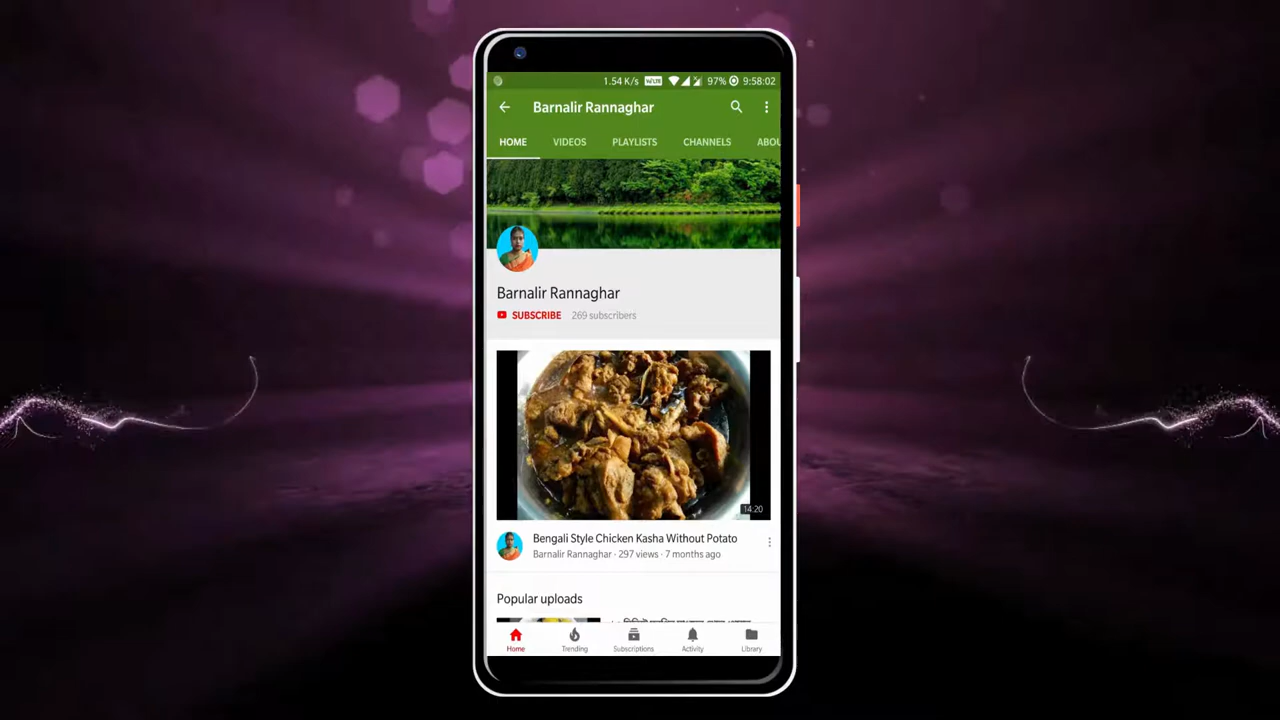 1.54 K/s VoLTE 97% 9:58:02
Barnalir Rannaghar
HOME VIDEOS PLAYLISTS CHANNELS ABOU
Barnalir Rannaghar
SUBSCRIBE 269 subscribers
14:20
Bengali Style Chicken Kasha Without Potato
Barnalir Rannaghar · 297 views · 7 months ago
Popular uploads
Home Trending Subscriptions Activity Library